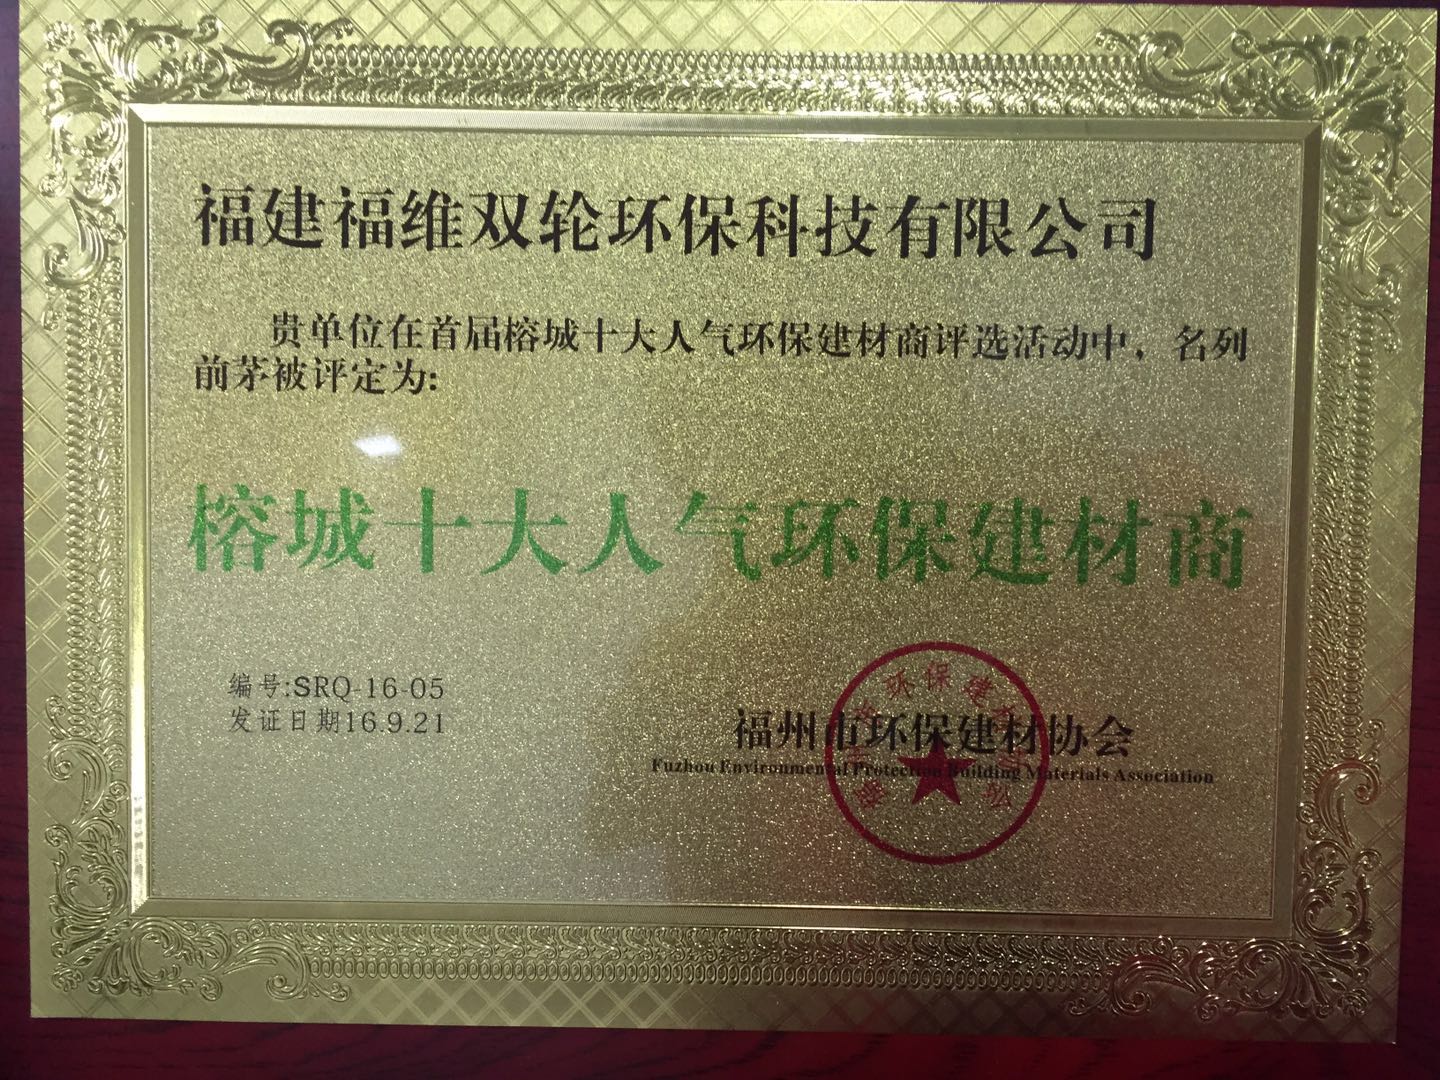 福建福维双轮环保科技有限公司
贵单位在首届榕城十大人气环保建材商评选活动中，名列
前茅被评定为:
榕城十大人气环保建材商
编号:SRQ-16-05
发证日期16.9.21
福州市环保建材协会
Fuzhou Environmental Protection Building Materials Association
环保建
会